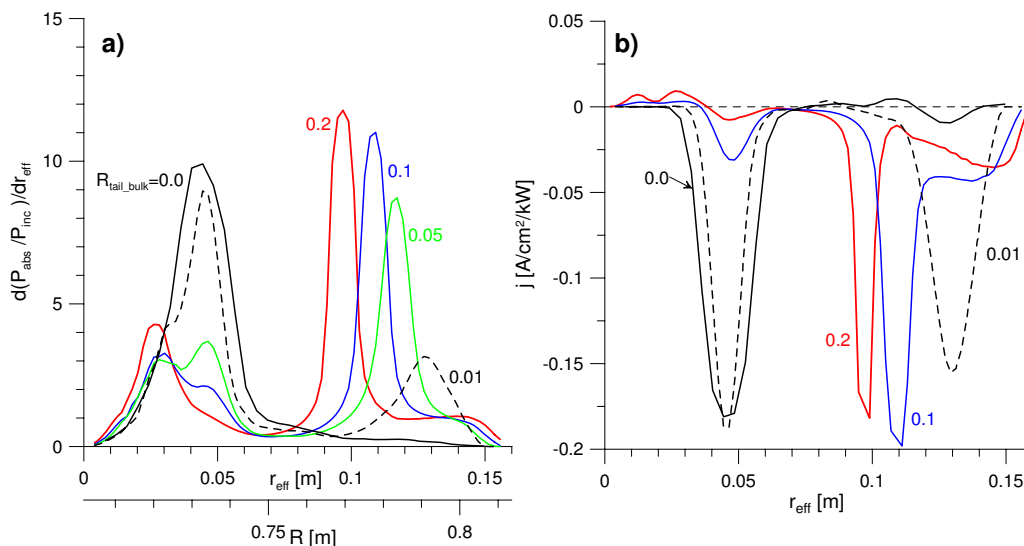 a)
15
10
5
0
d(P_abs /P_inc )/dr_eff
R_tail_bulk=0.0
0.2
0.1
0.05
0.01
0 0.05 0.1 0.15
r_eff [m]
0.75 0.8
R [m]
b)
0.05
0
-0.05
-0.1
-0.15
-0.2
j [A/cm²/kW]
0.0
0.01
0.2
0.1
0 0.05 0.1 0.15
r_eff [m]